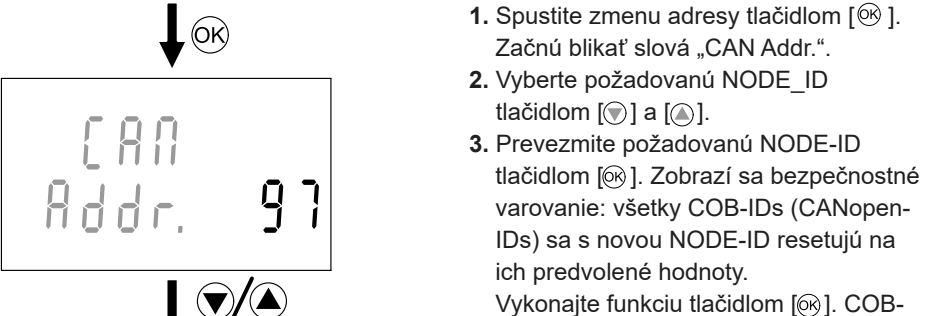 OK
CAN
Addr. 97
1. Spustite zmenu adresy tlačidlom [OK ].
Začnú blikať slová „CAN Addr.“.
2. Vyberte požadovanú NODE_ID
tlačidlom [▼] a [▲].
3. Prevezmite požadovanú NODE-ID
tlačidlom [OK ]. Zobrazí sa bezpečnostné
varovanie: všetky COB-IDs (CANopen-
IDs) sa s novou NODE-ID resetujú na
ich predvolené hodnoty.
Vykonajte funkciu tlačidlom [OK]. COB-